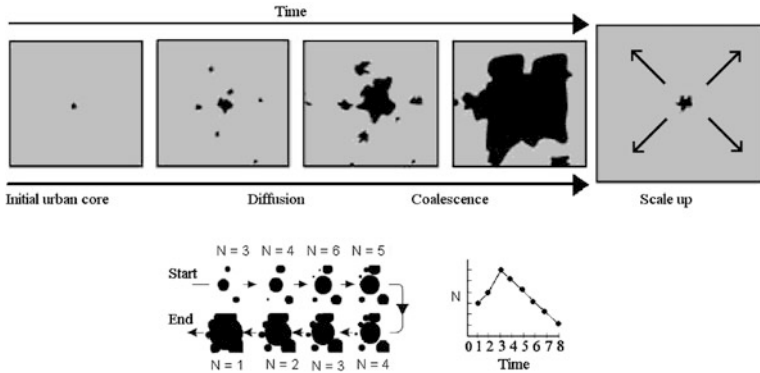 Time
Initial urban core
Diffusion
Coalescence
Scale up
N = 3
N = 4
N = 6
N = 5
Start
End
N = 1
N = 2
N = 3
N = 4
N
0 1 2 3 4 5 6 7 8
Time